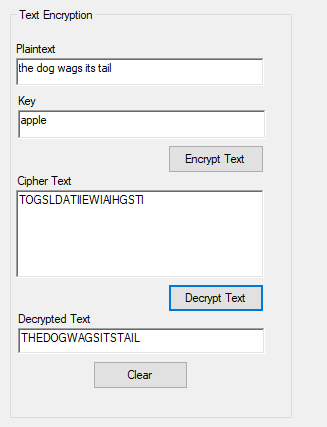 Text Encryption
Plaintext
the dog wags its tail
Key
apple
Encrypt Text
Cipher Text
TOGSLDATIIEWIAIHGSTI
Decrypt Text
Decrypted Text
THEDOGWAGSITSTAIL
Clear